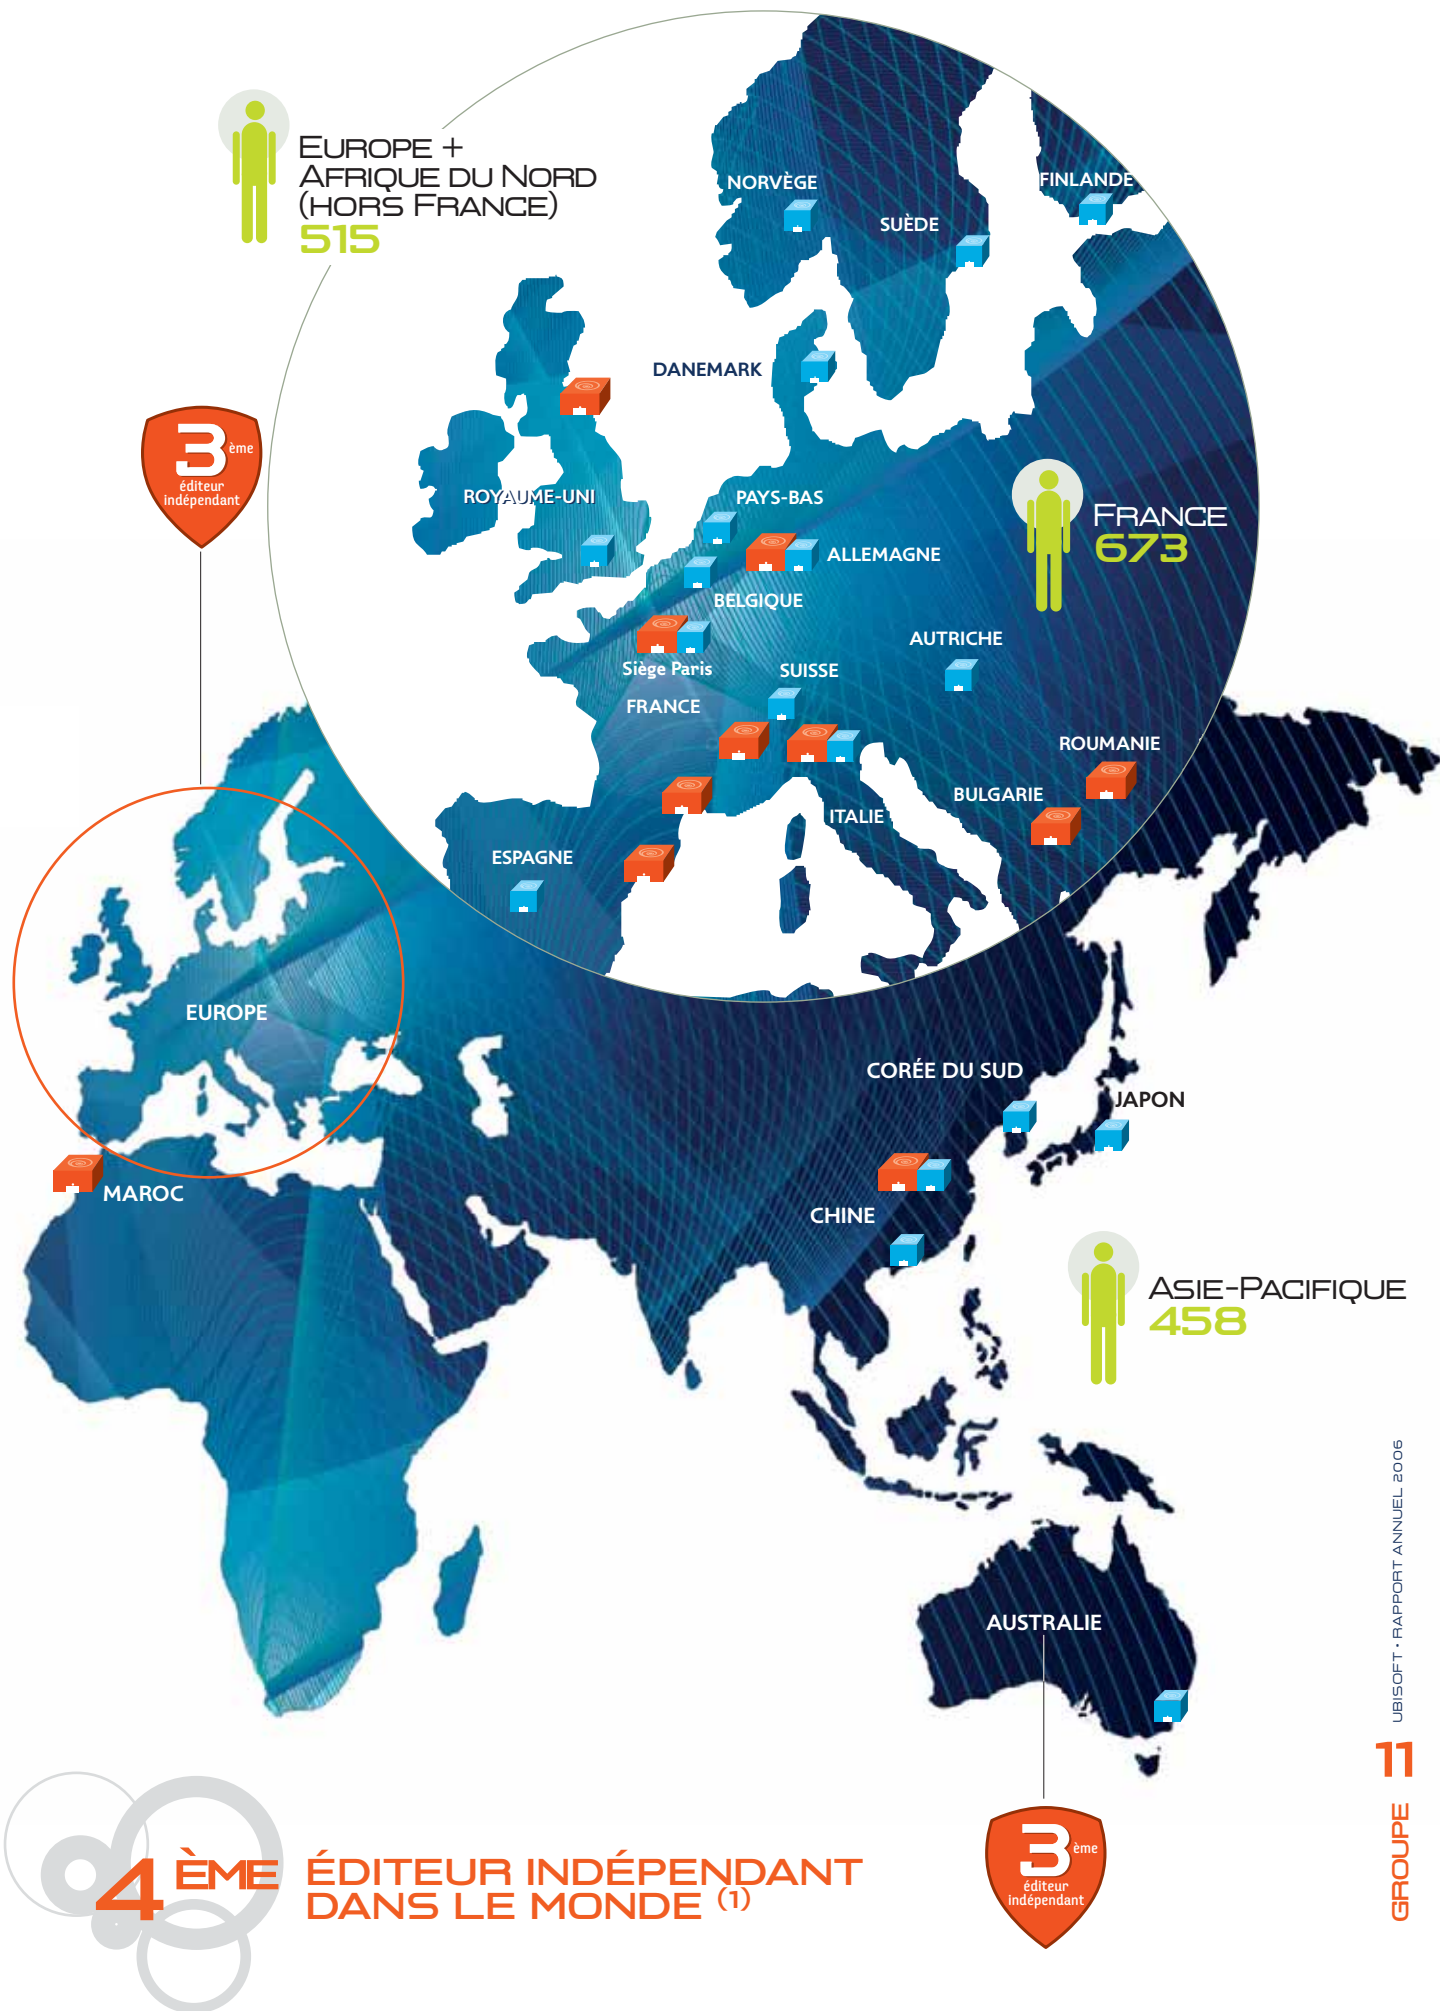 EUROPE +
AFRIQUE DU NORD
(HORS FRANCE)
515
NORVÈGE
FINLANDE
SUÈDE
DANEMARK
3ème
éditeur
indépendant
ROYAUME-UNI
PAYS-BAS
FRANCE
673
ALLEMAGNE
BELGIQUE
AUTRICHE
Siège Paris
SUISSE
FRANCE
ROUMANIE
BULGARIE
ITALIE
ESPAGNE
EUROPE
CORÉE DU SUD
JAPON
MAROC
CHINE
ASIE-PACIFIQUE
458
AUSTRALIE
3ème
éditeur
indépendant
4ÈME ÉDITEUR INDÉPENDANT
DANS LE MONDE (1)
UBISOFT • RAPPORT ANNUEL 2006
GROUPE 11